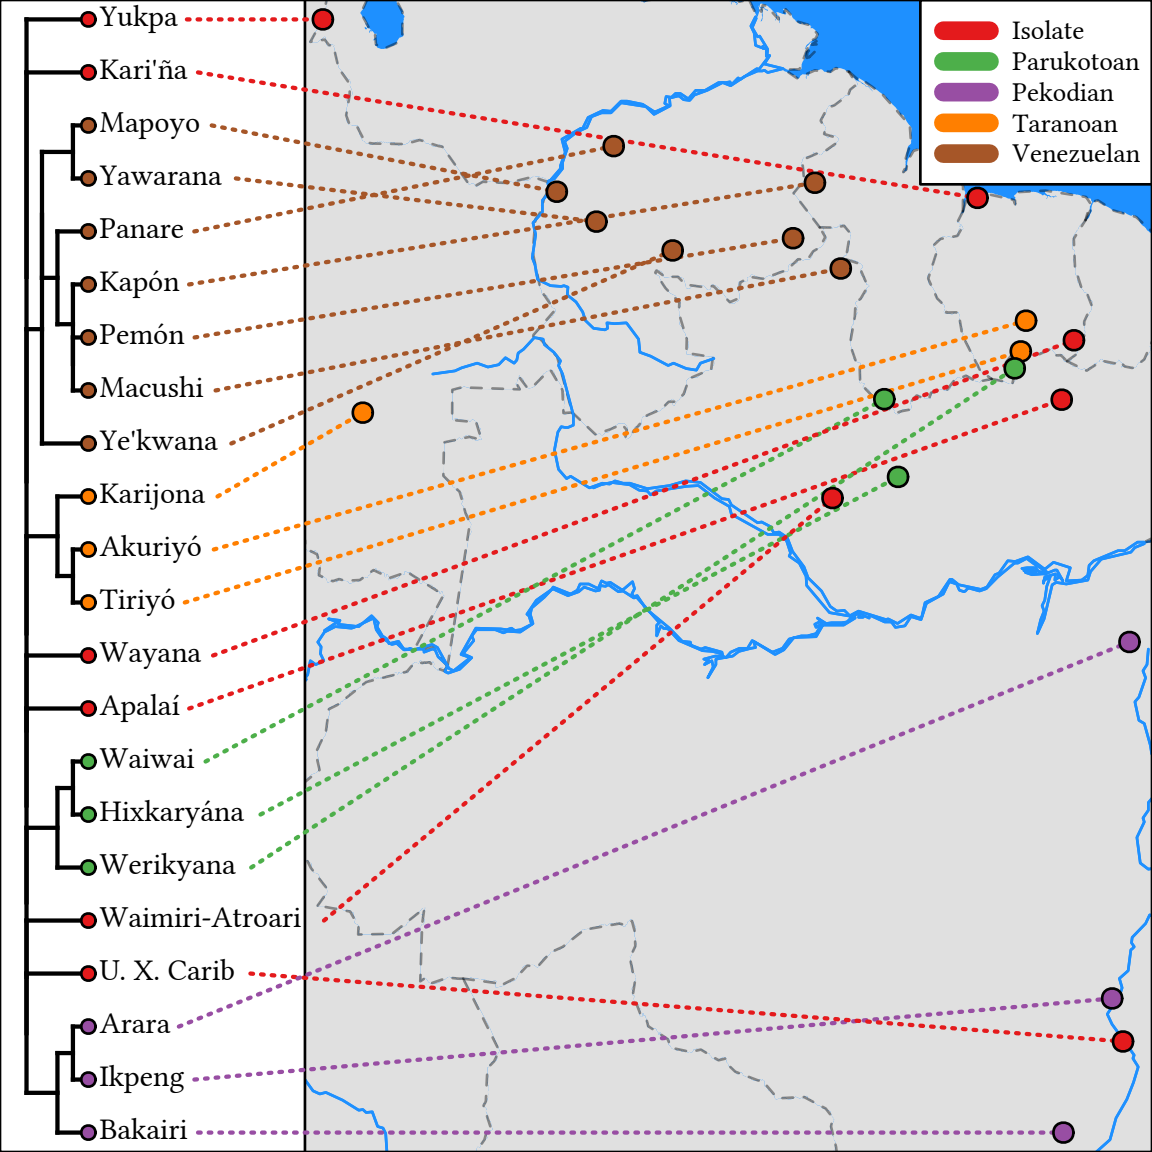 Yukpa
Kari'ña
Mapoyo
Yawarana
Panare
Kapón
Pemón
Macushi
Ye'kwana
Karijona
Akuriyó
Tiriyó
Wayana
Apalaí
Waiwai
Hixkaryána
Werikyana
Waimiri-Atroari
U. X. Carib
Arara
Ikpeng
Bakairi
Isolate
Parukotoan
Pekodian
Taranoan
Venezuelan